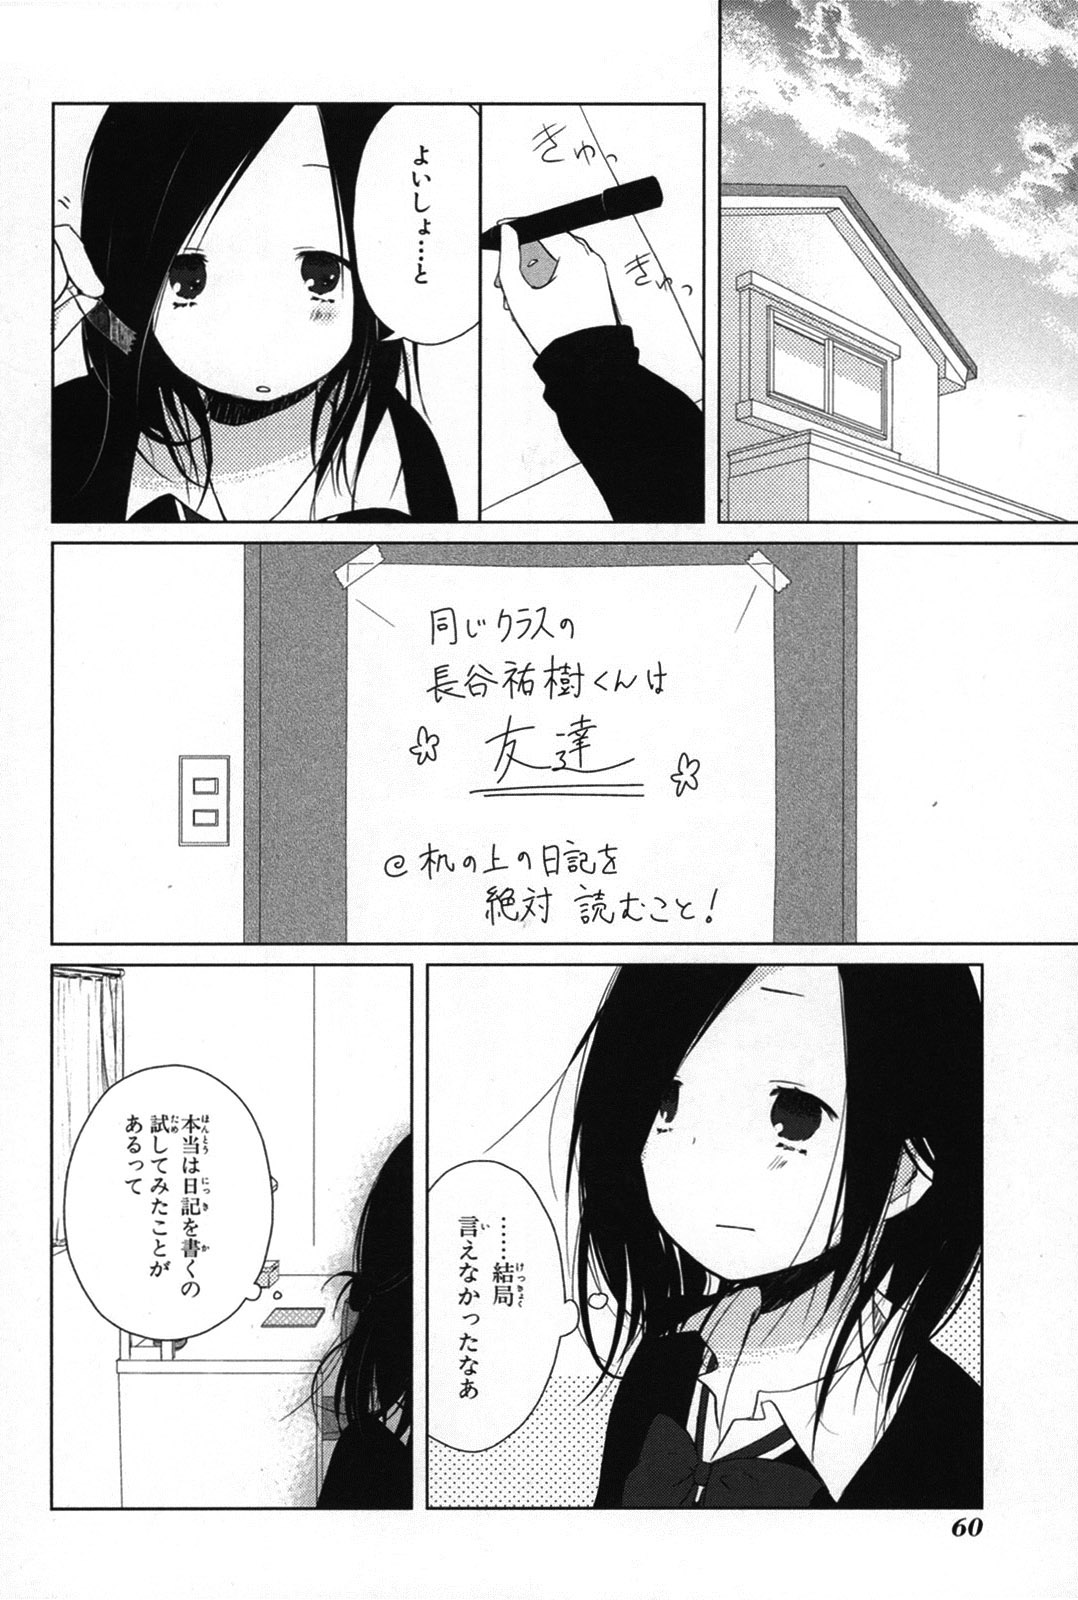 きゅっ
きゅっ
よいしょ…と
同じクラスの
長谷祐樹くんは
友達
@机の上の日記を
絶対 読むこと!
……結局
言えなかったなあ
本当は日記を書くの
試してみたことが
あるって
60